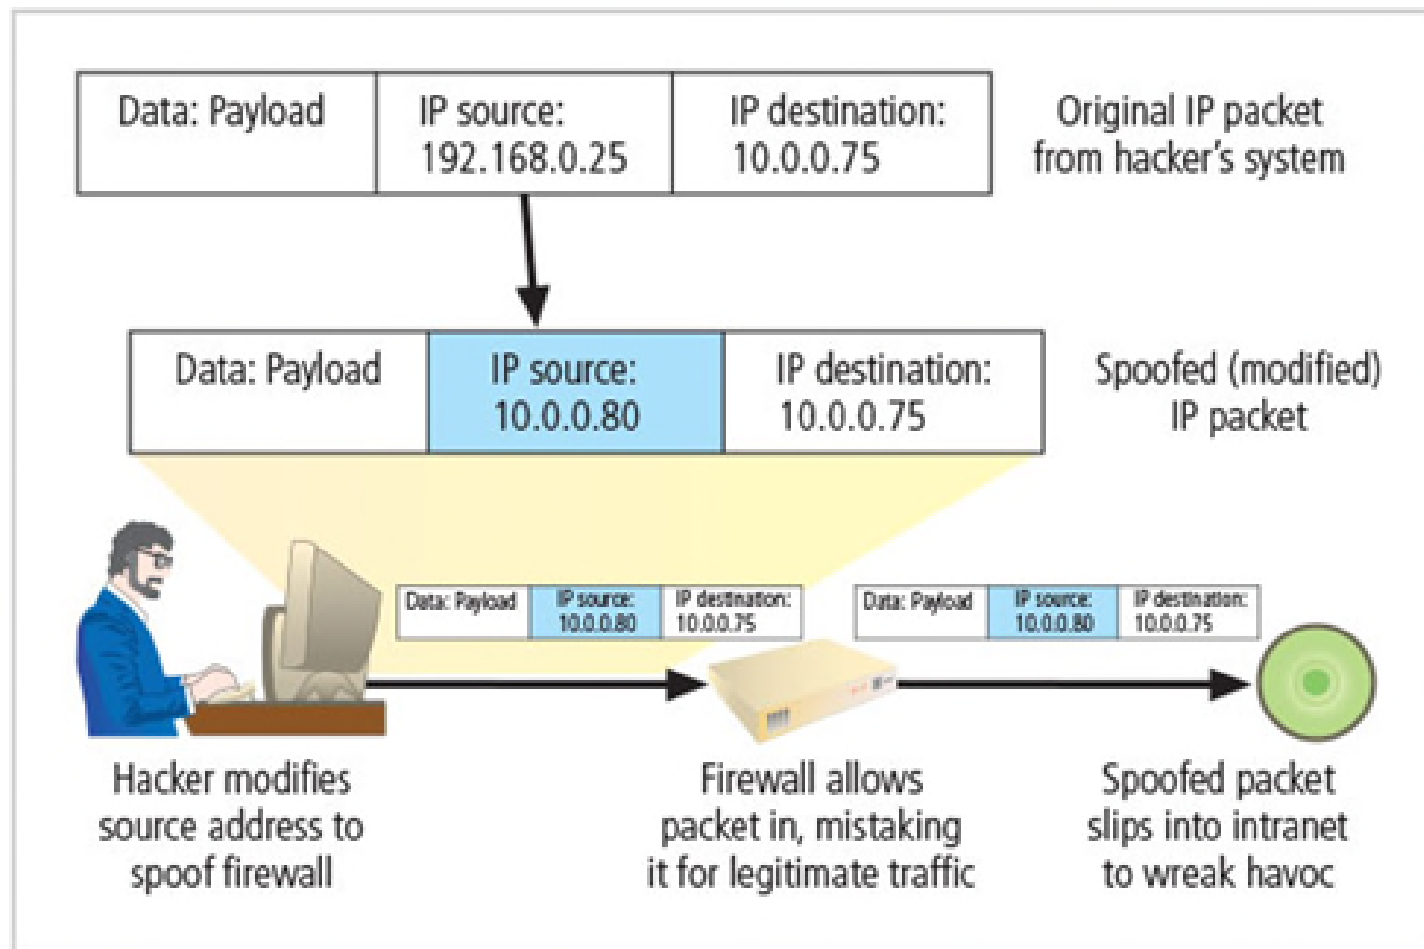 Data: Payload
IP source:
192.168.0.25
IP destination:
10.0.0.75
Original IP packet
from hacker's system
Data: Payload
IP source:
10.0.0.80
IP destination:
10.0.0.75
Spoofed (modified)
IP packet
Data: Payload
IP source:
10.0.0.80
IP destination:
10.0.0.75
Data: Payload
IP source:
10.0.0.80
IP destination:
10.0.0.75
Hacker modifies
source address to
spoof firewall
Firewall allows
packet in, mistaking
it for legitimate traffic
Spoofed packet
slips into intranet
to wreak havoc